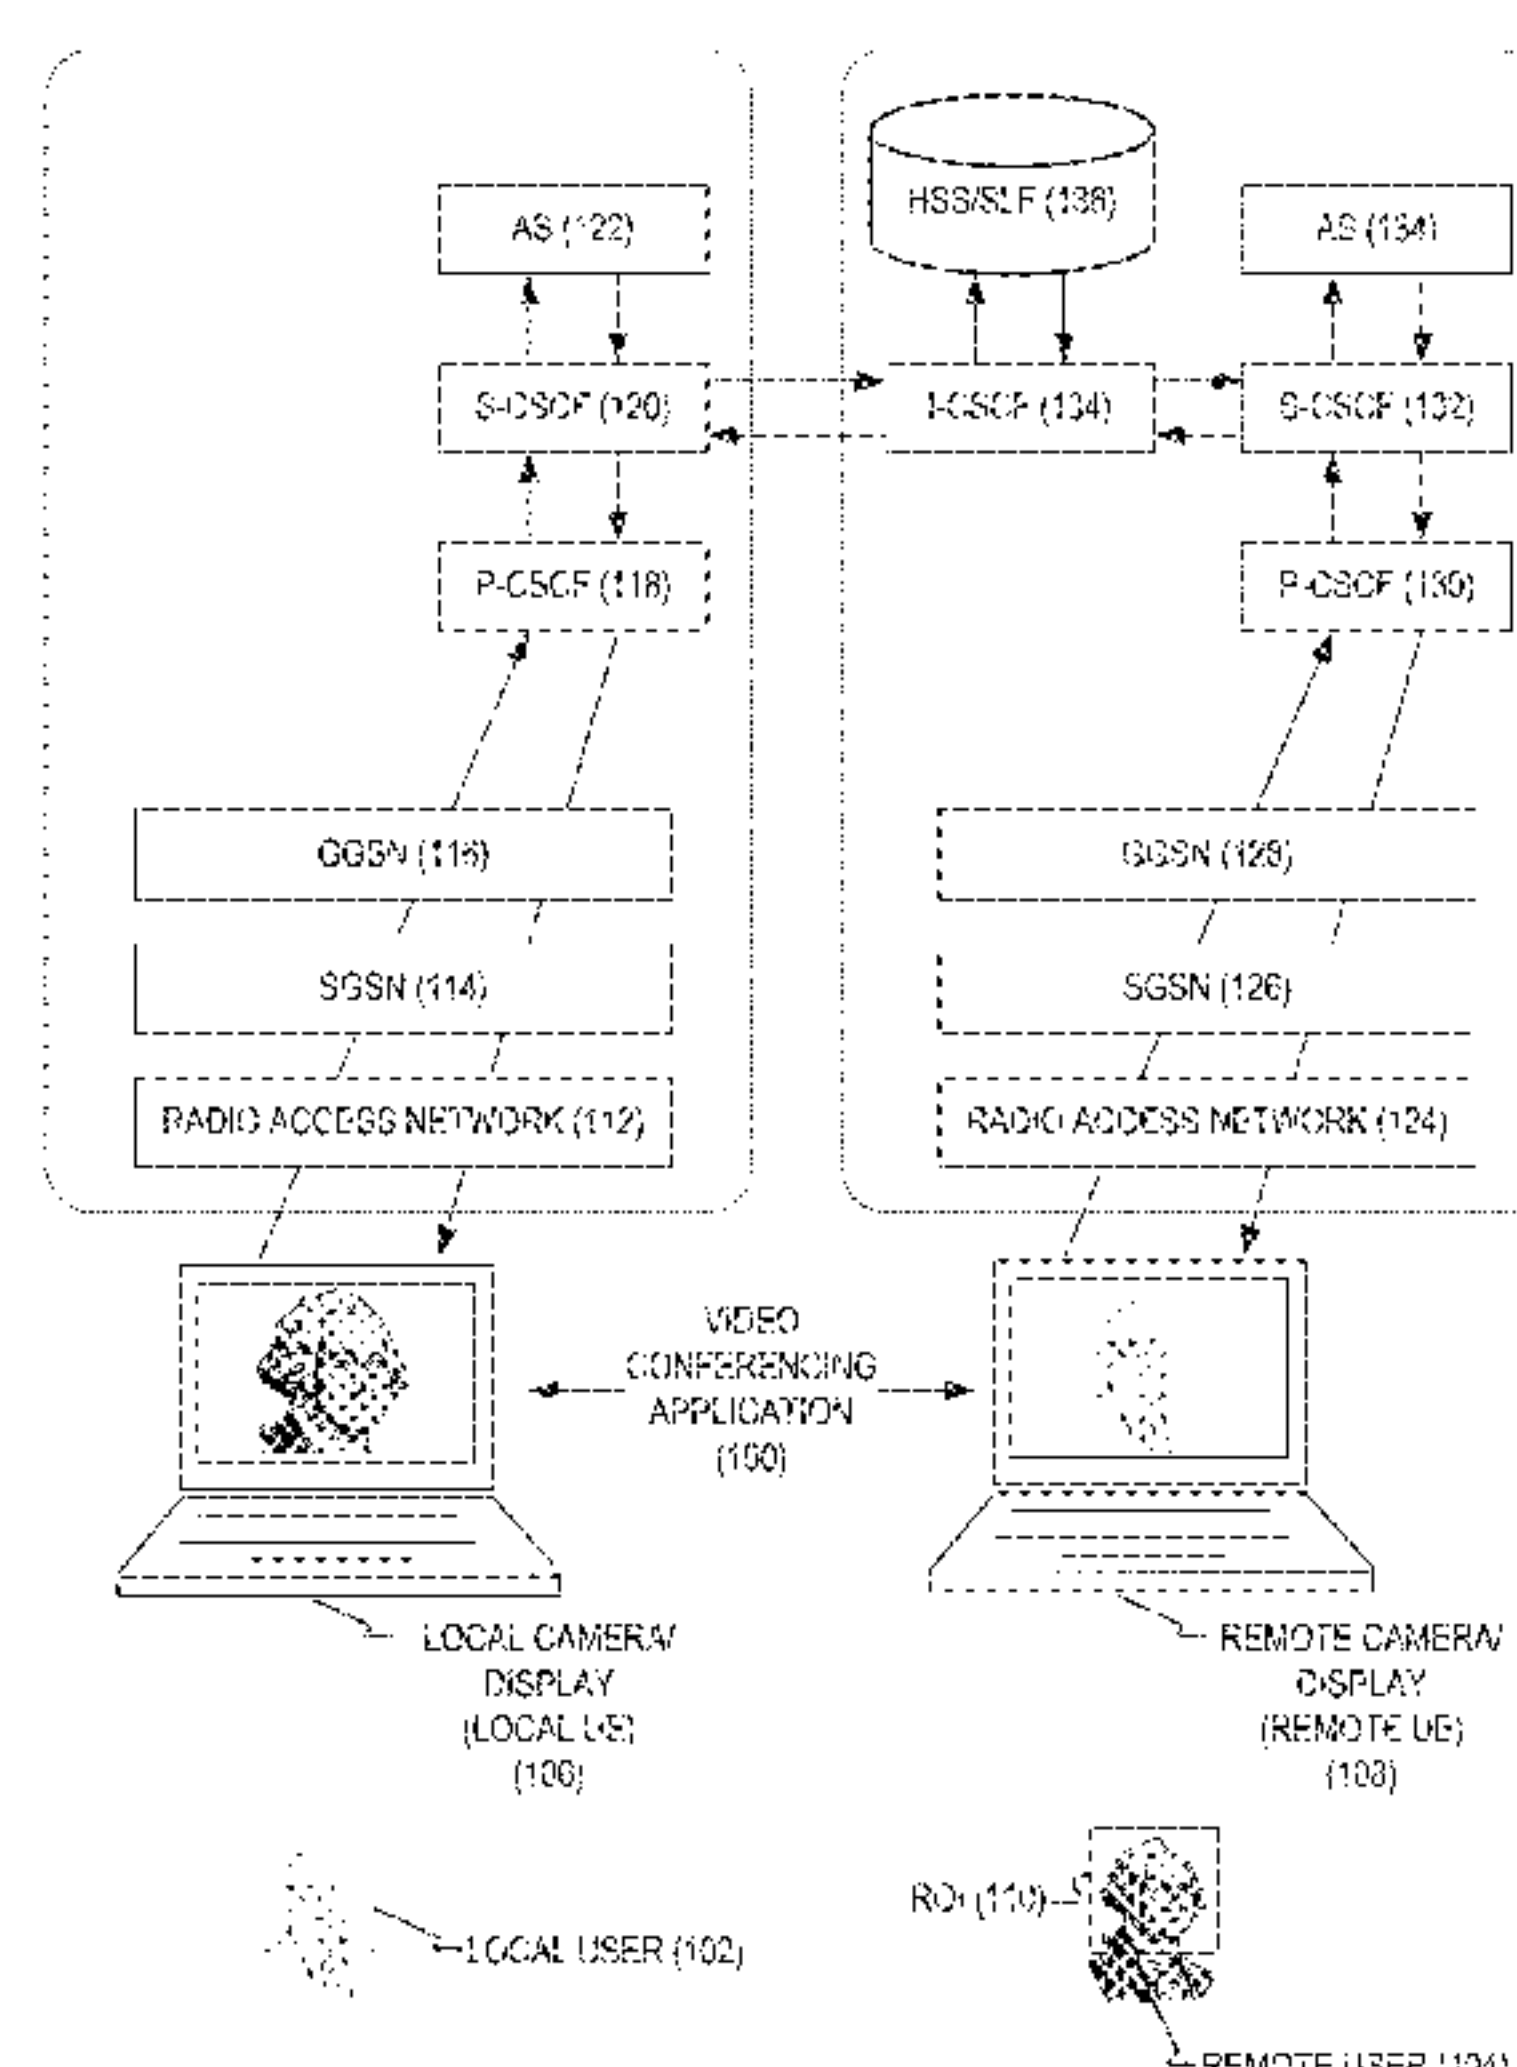 HSS/SLF (136)
AS (122)
AS (134)
S-CSCF (120)
I-CSCF (134)
S-CSCF (132)
P-CSCF (118)
P-CSCF (130)
GGSN (116)
GGSN (128)
SGSN (114)
SGSN (126)
RADIO ACCESS NETWORK (112)
RADIO ACCESS NETWORK (124)
VIDEO
CONFERENCING
APPLICATION
(100)
LOCAL CAMERA/
DISPLAY
(LOCAL UE)
(106)
REMOTE CAMERA/
DISPLAY
(REMOTE UE)
(108)
ROI (110)
LOCAL USER (102)
REMOTE USER (104)